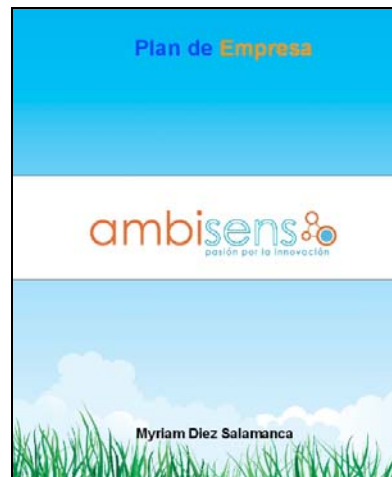 Plan de Empresa
ambisens
pasión por la innovación
Myriam Diez Salamanca